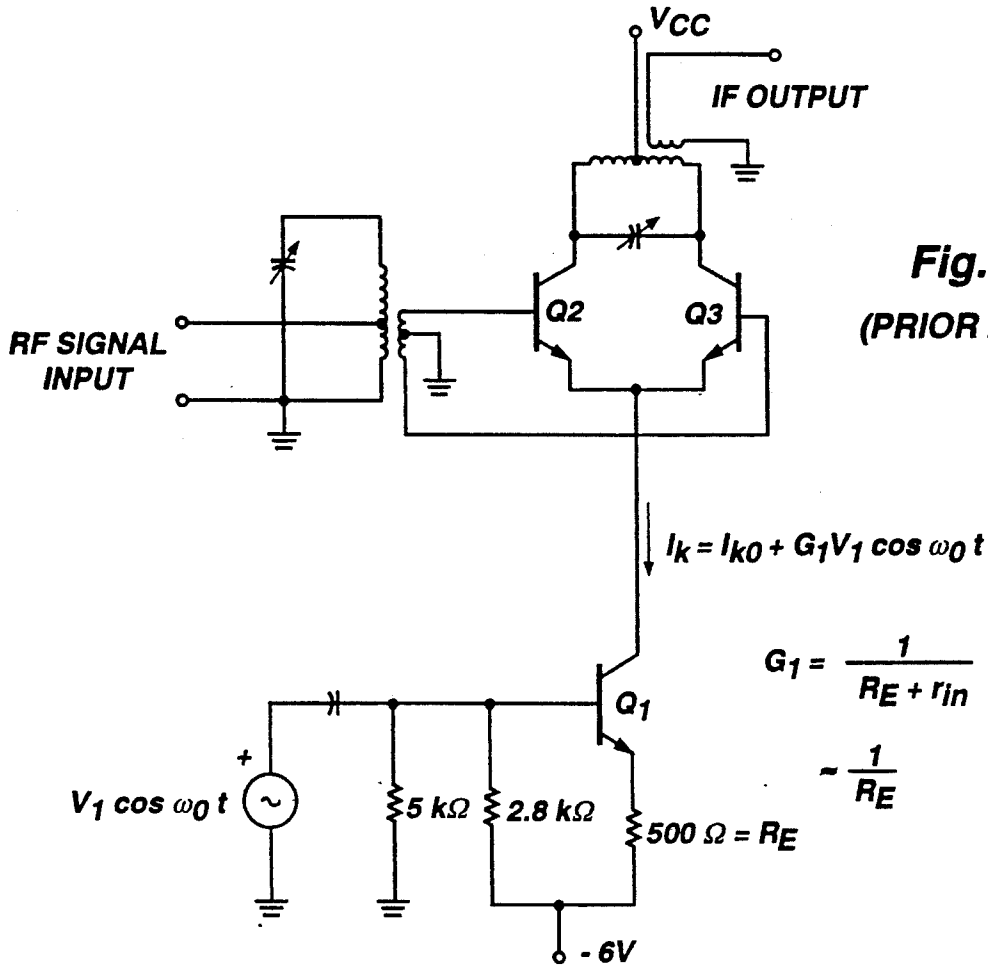 VCC
IF OUTPUT
Fig.
(PRIOR
Q2
Q3
RF SIGNAL
INPUT
Ik = Ik0 + G1V1 cos ω0 t
G1 = 1 / RE + rin
~ 1 / RE
Q1
+
V1 cos ω0 t
~
5 kΩ
2.8 kΩ
500 Ω = RE
- 6V